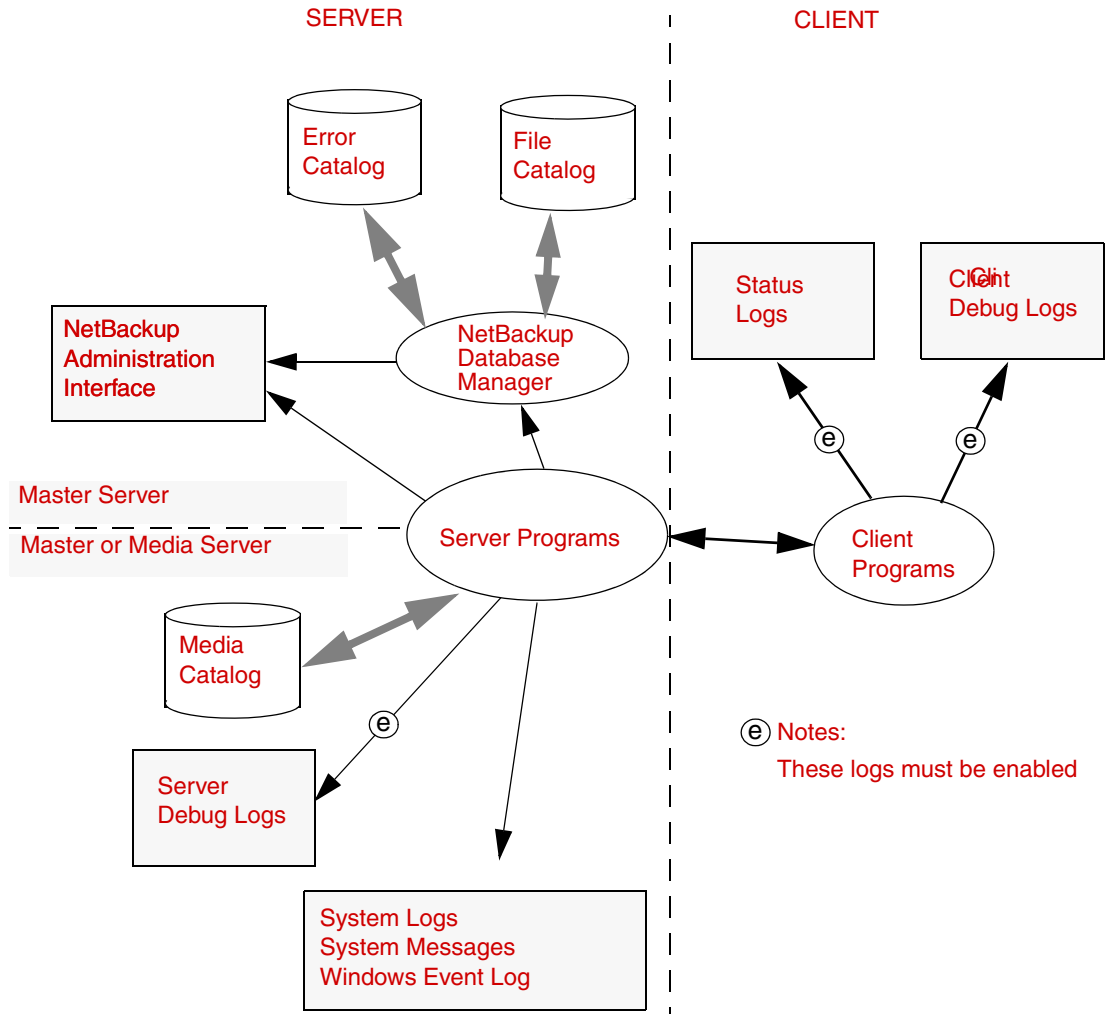 SERVER
CLIENT
Error
Catalog
File
Catalog
Status
Logs
Client
Cli
Debug Logs
NetBackup
Administration
Interface
NetBackup
Database
Manager
e
e
Master Server
Master or Media Server
Server Programs
Client
Programs
Media
Catalog
e
e Notes:
These logs must be enabled
Server
Debug Logs
System Logs
System Messages
Windows Event Log